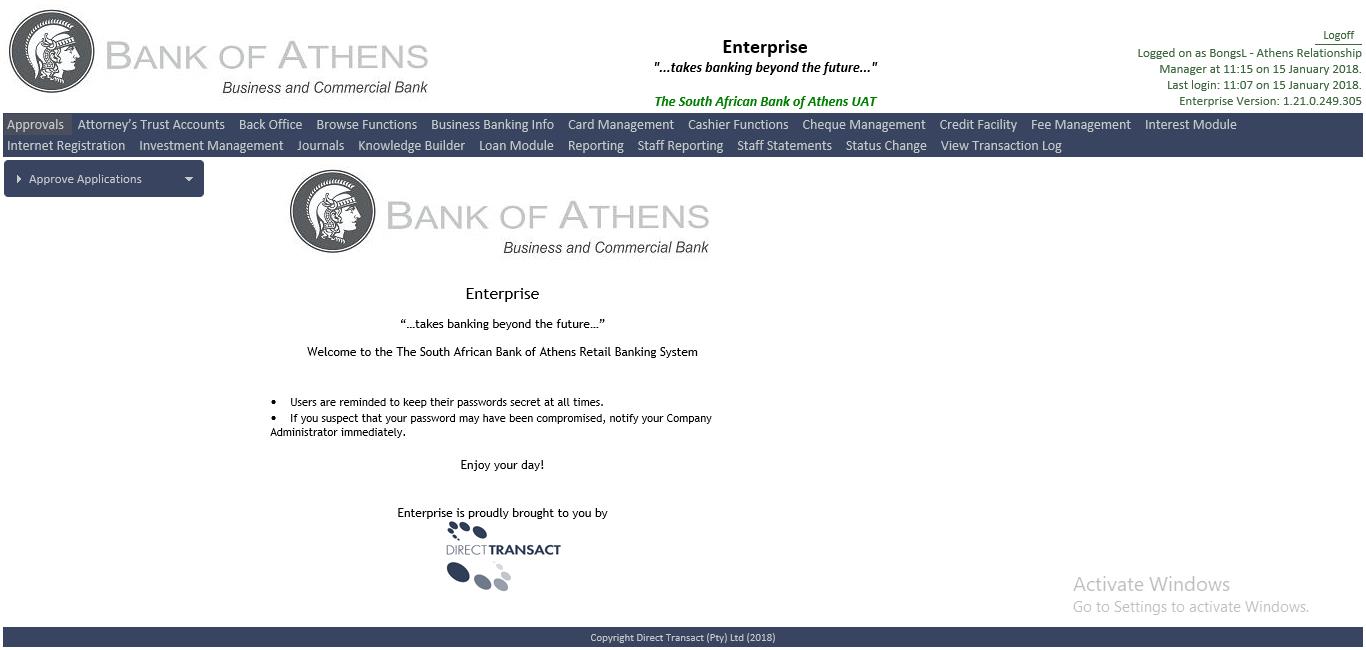 BANK OF ATHENS
Business and Commercial Bank
Enterprise
"...takes banking beyond the future..."
The South African Bank of Athens UAT
Logoff
Logged on as BongsL - Athens Relationship
Manager at 11:15 on 15 January 2018.
Last login: 11:07 on 15 January 2018.
Enterprise Version: 1.21.0.249.305
Approvals Attorney's Trust Accounts Back Office Browse Functions Business Banking Info Card Management Cashier Functions Cheque Management Credit Facility Fee Management Interest Module
Internet Registration Investment Management Journals Knowledge Builder Loan Module Reporting Staff Reporting Staff Statements Status Change View Transaction Log
Approve Applications
BANK OF ATHENS
Business and Commercial Bank
Enterprise
“...takes banking beyond the future...”
Welcome to the The South African Bank of Athens Retail Banking System
• Users are reminded to keep their passwords secret at all times.
• If you suspect that your password may have been compromised, notify your Company
Administrator immediately.
Enjoy your day!
Enterprise is proudly brought to you by
DIRECTTRANSACT
Activate Windows
Go to Settings to activate Windows.
Copyright Direct Transact (Pty) Ltd (2018)